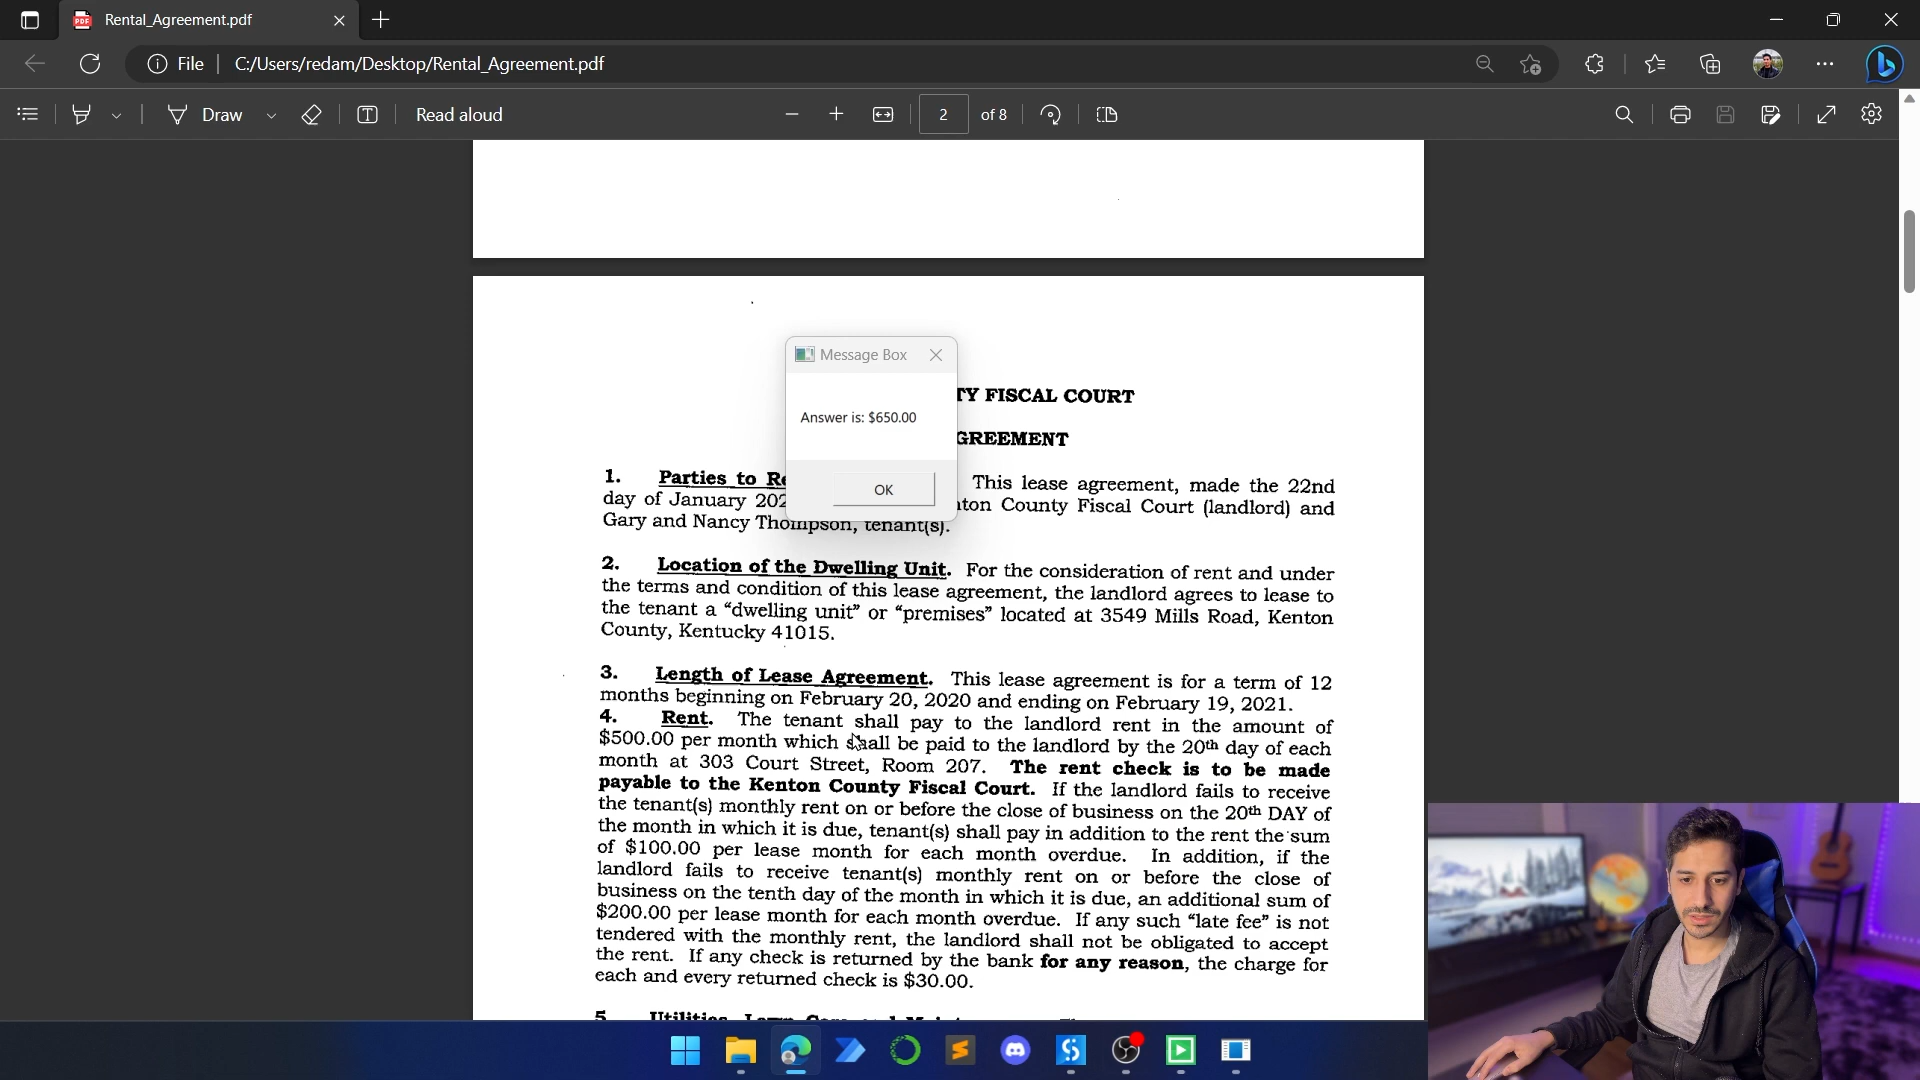 Rental_Agreement.pdf
File
C:/Users/redam/Desktop/Rental_Agreement.pdf
Draw
Read aloud
2 of 8
Message Box
Answer is: $650.00
OK
TY FISCAL COURT
GREEMENT
1. Parties to Re This lease agreement, made the 22nd
day of January 202 nton County Fiscal Court (landlord) and
Gary and Nancy Thompson, tenant(s).
2. Location of the Dwelling Unit. For the consideration of rent and under
the terms and condition of this lease agreement, the landlord agrees to lease to
the tenant a “dwelling unit” or “premises” located at 3549 Mills Road, Kenton
County, Kentucky 41015.
3. Length of Lease Agreement. This lease agreement is for a term of 12
months beginning on February 20, 2020 and ending on February 19, 2021.
4. Rent. The tenant shall pay to the landlord rent in the amount of
$500.00 per month which shall be paid to the landlord by the 20th day of each
month at 303 Court Street, Room 207. The rent check is to be made
payable to the Kenton County Fiscal Court. If the landlord fails to receive
the tenant(s) monthly rent on or before the close of business on the 20th DAY of
the month in which it is due, tenant(s) shall pay in addition to the rent the sum
of $100.00 per lease month for each month overdue. In addition, if the
landlord fails to receive tenant(s) monthly rent on or before the close of
business on the tenth day of the month in which it is due, an additional sum of
$200.00 per lease month for each month overdue. If any such “late fee” is not
tendered with the monthly rent, the landlord shall not be obligated to accept
the rent. If any check is returned by the bank for any reason, the charge for
each and every returned check is $30.00.